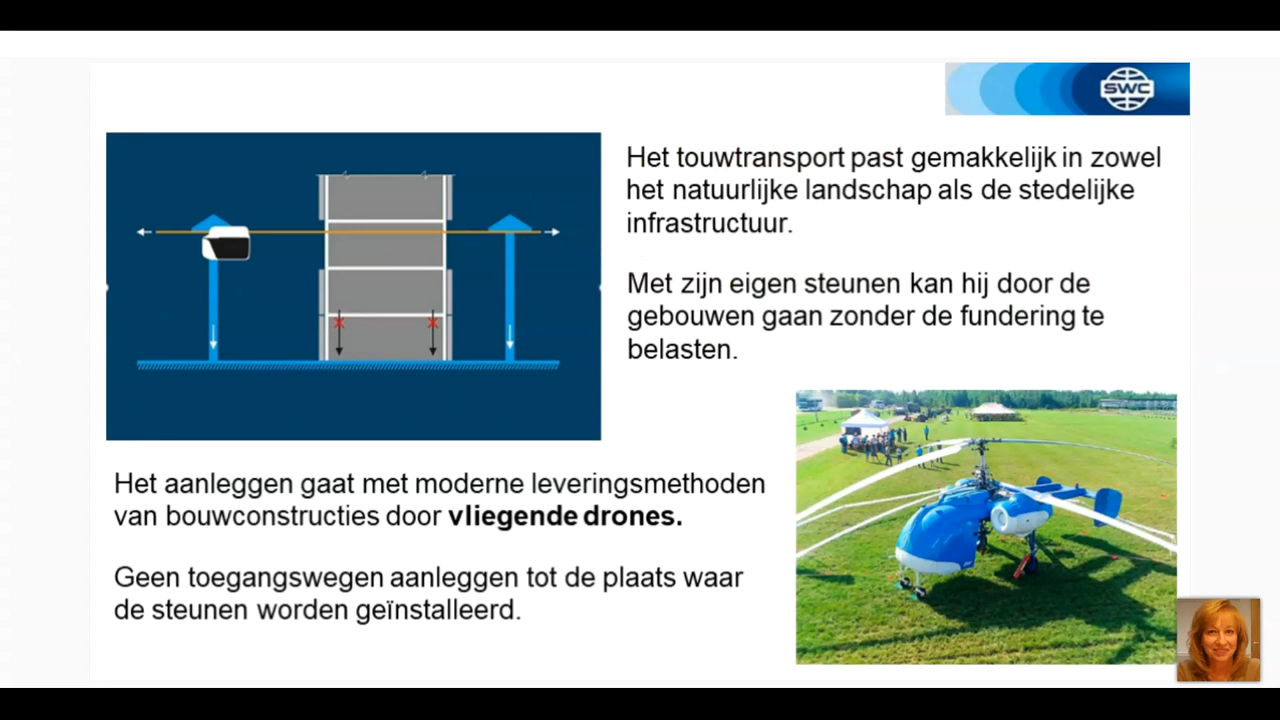 SWC
Het touwtransport past gemakkelijk in zowel
het natuurlijke landschap als de stedelijke
infrastructuur.
Met zijn eigen steunen kan hij door de
gebouwen gaan zonder de fundering te
belasten.
Het aanleggen gaat met moderne leveringsmethoden
van bouwconstructies door vliegende drones.
Geen toegangswegen aanleggen tot de plaats waar
de steunen worden geïnstalleerd.